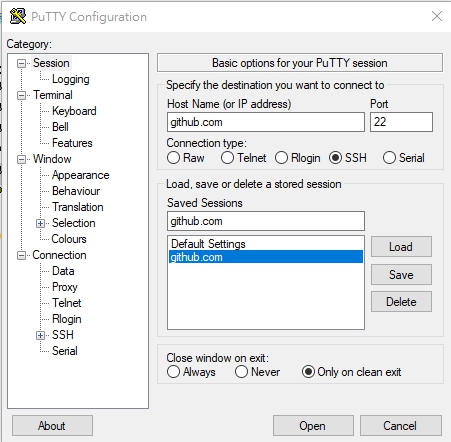 PuTTY Configuration
Category:
Session
Logging
Terminal
Keyboard
Bell
Features
Window
Appearance
Behaviour
Translation
Selection
Colours
Connection
Data
Proxy
Telnet
Rlogin
SSH
Serial
Basic options for your PuTTY session
Specify the destination you want to connect to
Host Name (or IP address) Port
github.com 22
Connection type:
Raw Telnet Rlogin SSH Serial
Load, save or delete a stored session
Saved Sessions
github.com
Default Settings
github.com
Load
Save
Delete
Close window on exit:
Always Never Only on clean exit
About Open Cancel